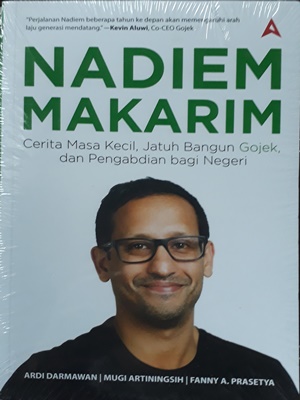 "Perjalanan Nadiem beberapa tahun ke depan akan memengaruhi arah
laju generasi mendatang." —Kevin Aluwi, Co-CEO Gojek
NADIEM
MAKARIM
Cerita Masa Kecil, Jatuh Bangun Gojek,
dan Pengabdian bagi Negeri
ARDI DARMAWAN | MUGI ARTININGSIH | FANNY A. PRASETYA